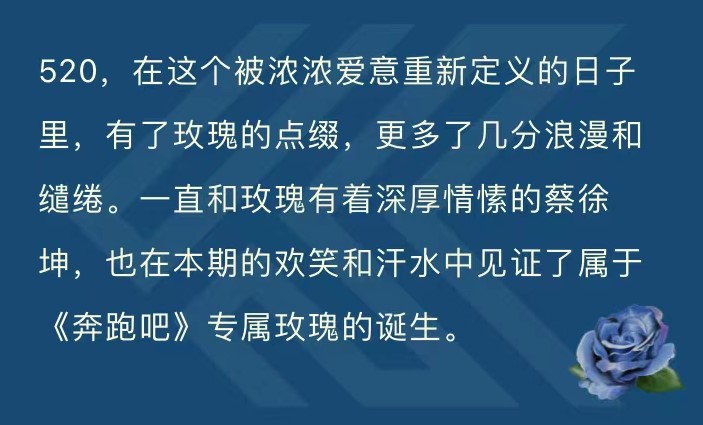 520，在这个被浓浓爱意重新定义的日子
里，有了玫瑰的点缀，更多了几分浪漫和
缱绻。一直和玫瑰有着深厚情愫的蔡徐
坤，也在本期的欢笑和汗水中见证了属于
《奔跑吧》专属玫瑰的诞生。